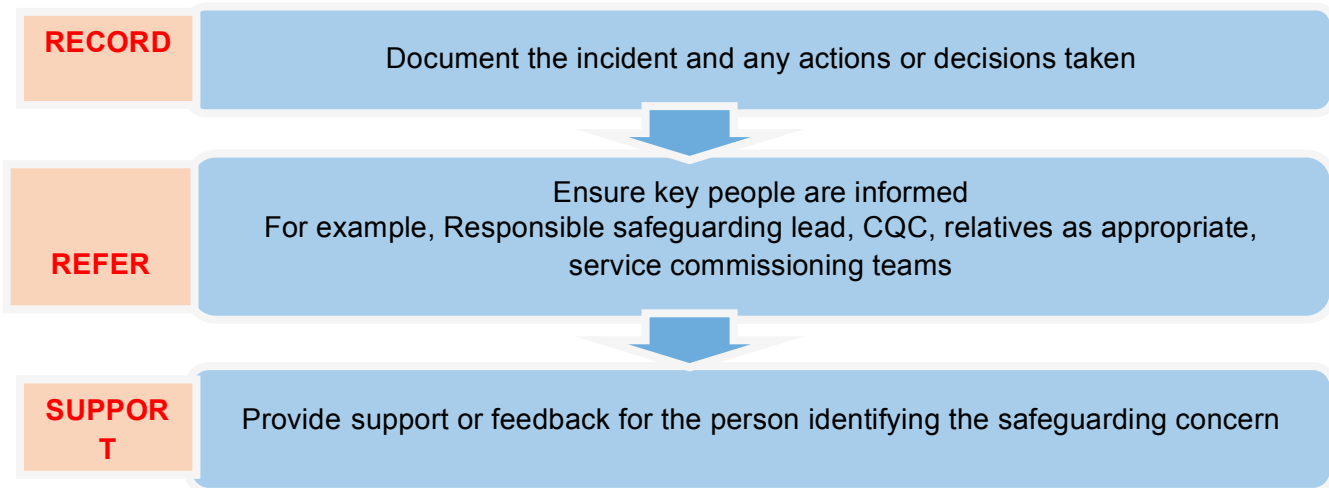 RECORD
Document the incident and any actions or decisions taken
Ensure key people are informed
For example, Responsible safeguarding lead, CQC, relatives as appropriate,
REFER
service commissioning teams
SUPPOR
T
Provide support or feedback for the person identifying the safeguarding concern